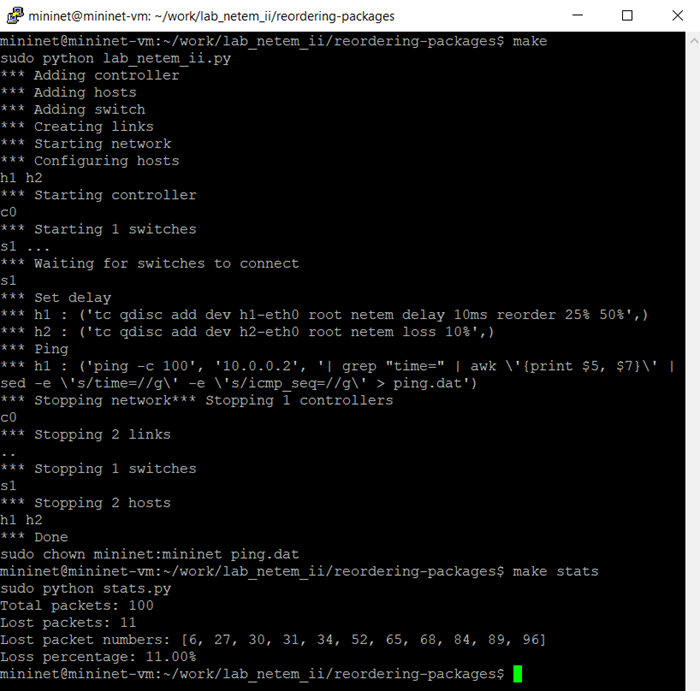 mininet@mininet-vm: ~/work/lab_netem_ii/reordering-packages
mininet@mininet-vm:~/work/lab_netem_ii/reordering-packages$ make
sudo python lab_netem_ii.py
*** Adding controller
*** Adding hosts
*** Adding switch
*** Creating links
*** Starting network
*** Configuring hosts
h1 h2
*** Starting controller
c0
*** Starting 1 switches
s1 ...
*** Waiting for switches to connect
s1
*** Set delay
*** h1 : ('tc qdisc add dev h1-eth0 root netem delay 10ms reorder 25% 50%',)
*** h2 : ('tc qdisc add dev h2-eth0 root netem loss 10%',)
*** Ping
*** h1 : ('ping -c 100', '10.0.0.2', '| grep "time=" | awk \'{print $5, $7}\' |
sed -e \'s/time=//g\' -e \'s/icmp_seq=//g\' > ping.dat')
*** Stopping network*** Stopping 1 controllers
c0
*** Stopping 2 links
..
*** Stopping 1 switches
s1
*** Stopping 2 hosts
h1 h2
*** Done
sudo chown mininet:mininet ping.dat
mininet@mininet-vm:~/work/lab_netem_ii/reordering-packages$ make stats
sudo python stats.py
Total packets: 100
Lost packets: 11
Lost packet numbers: [6, 27, 30, 31, 34, 52, 65, 68, 84, 89, 96]
Loss percentage: 11.00%
mininet@mininet-vm:~/work/lab_netem_ii/reordering-packages$